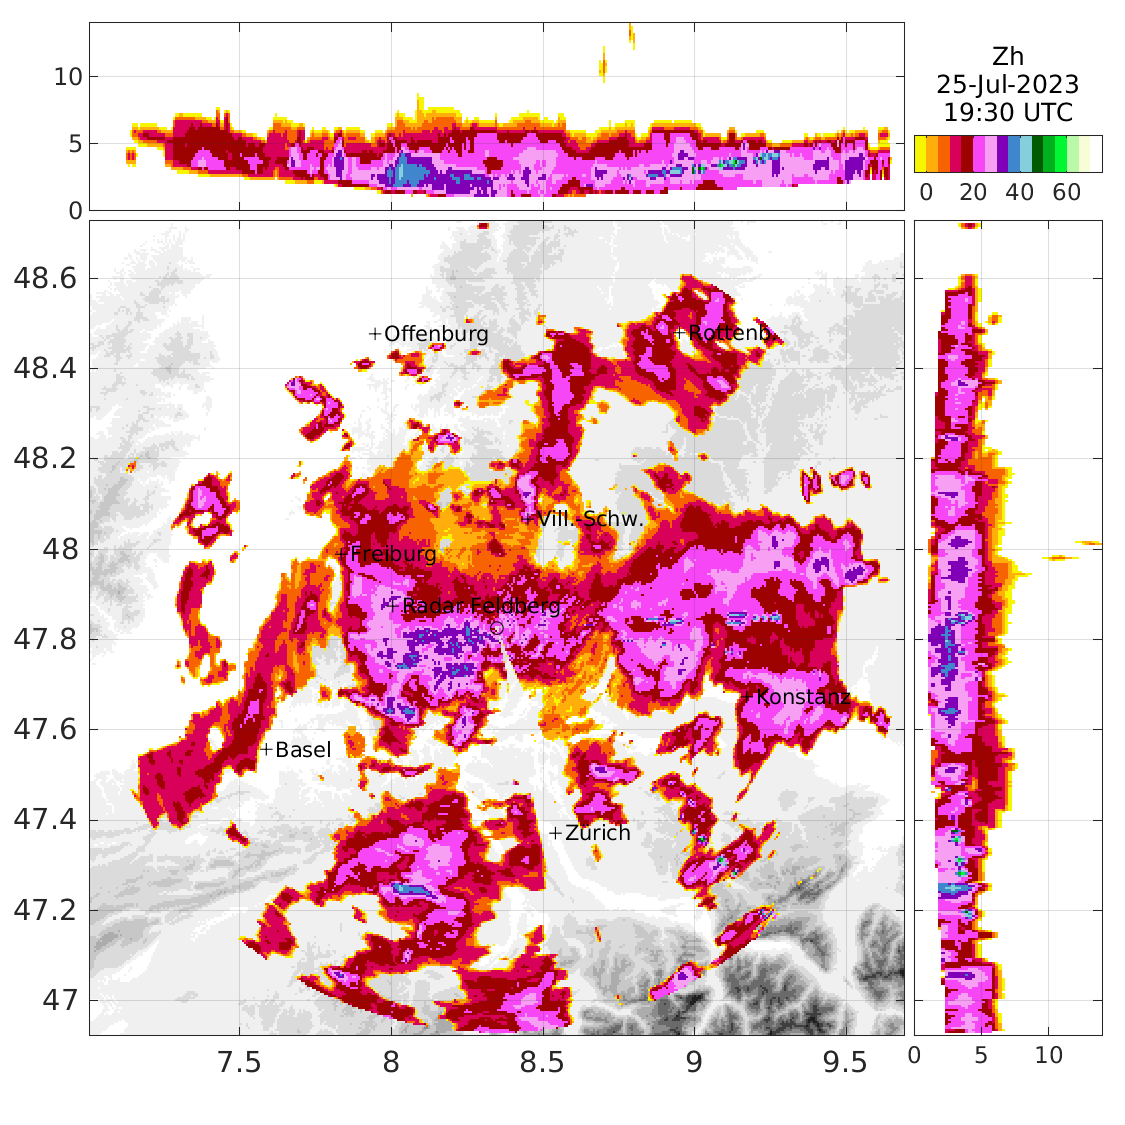 10
5
0
Zh
25-Jul-2023
19:30 UTC
0 20 40 60
48.6
48.4
48.2
48
47.8
47.6
47.4
47.2
47
+Offenburg
+Rottenb.
+Vill.-Schw.
+Freiburg
+Radar Feldberg
+Konstanz
+Basel
+Zürich
7.5 8 8.5 9 9.5
0 5 10